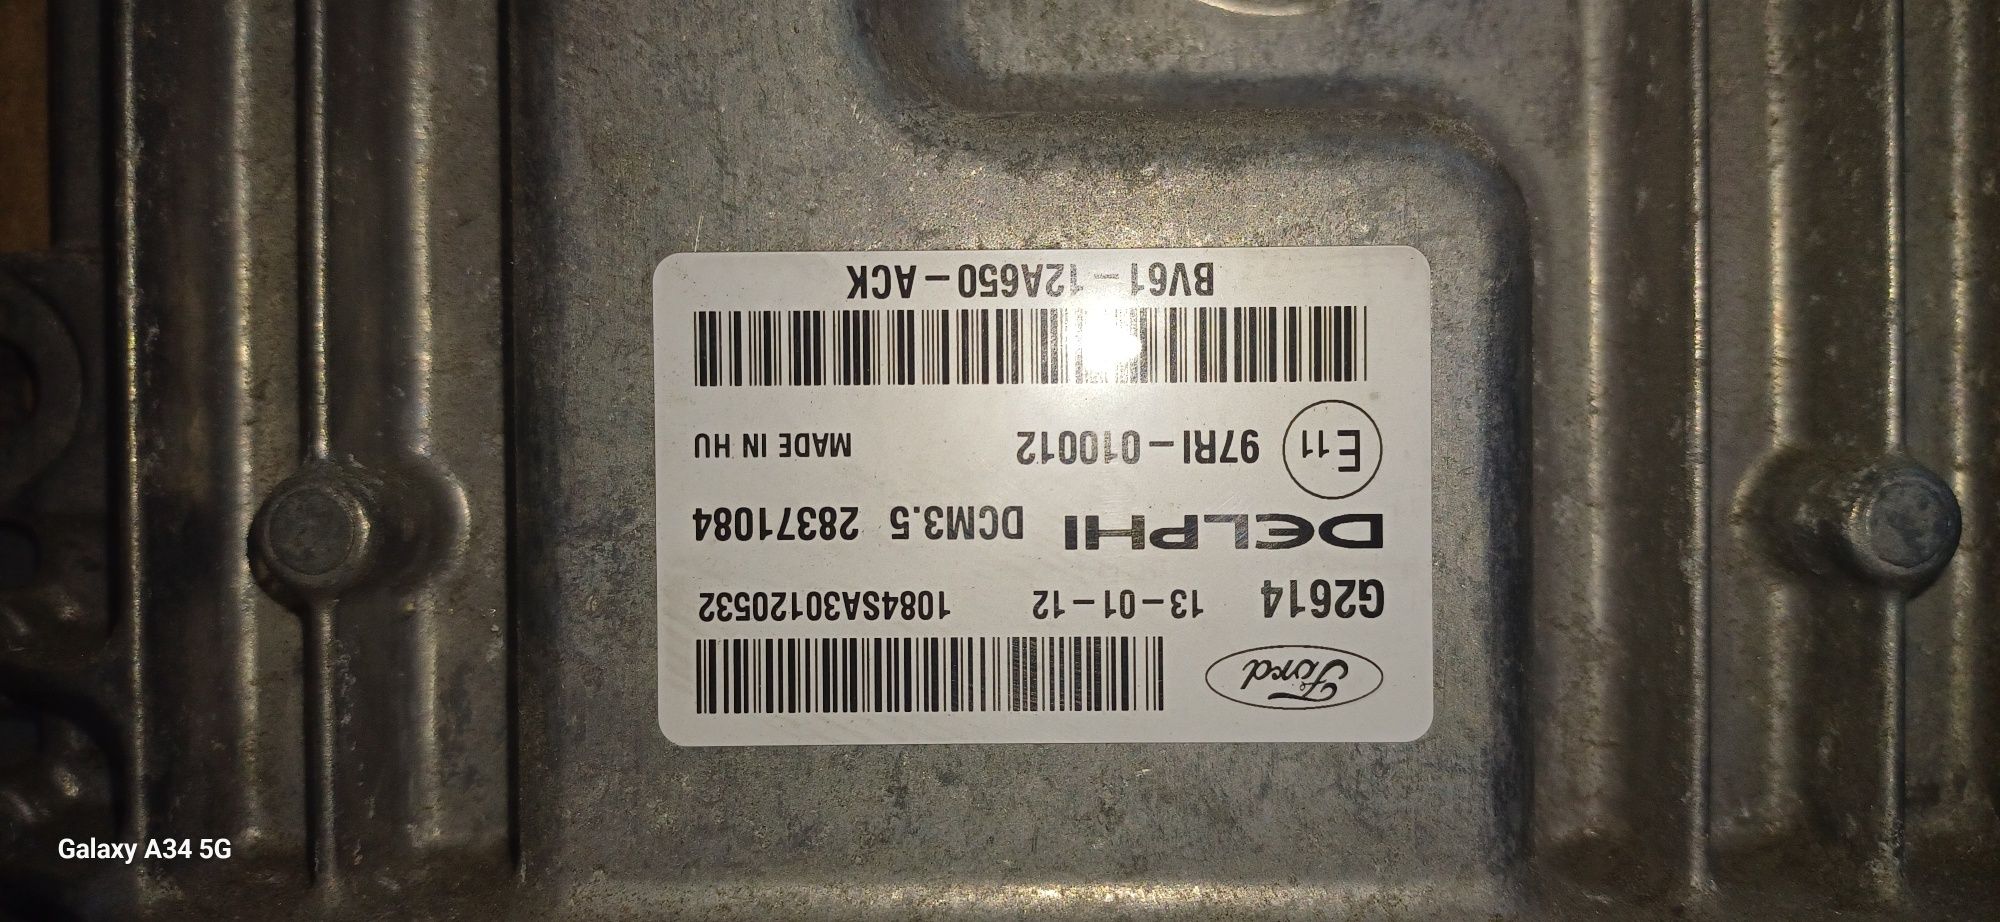 Ford
G2614 13-01-12 1084SA30120532
DELPHI DCM3.5 28371084
E11 97RI-010012 MADE IN HU
BV61-12A650-ACK
Galaxy A34 5G